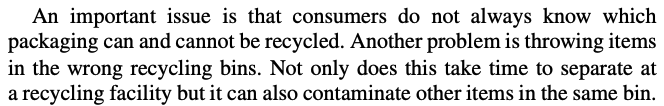 An important issue is that consumers do not always know which
packaging can and cannot be recycled. Another problem is throwing items
in the wrong recycling bins. Not only does this take time to separate at
a recycling facility but it can also contaminate other items in the same bin.